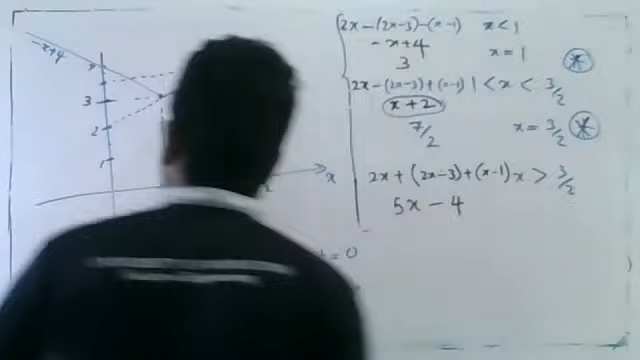 -x+4
3
2
1
x
2x-(2x-3)-(x-1) x<1
-x+4 x=1
3
2x-(2x-3)+(x-1) 1<x<3/2
x+2
7/2 x=3/2
2x+(2x-3)+(x-1) x>3/2
5x-4
=0